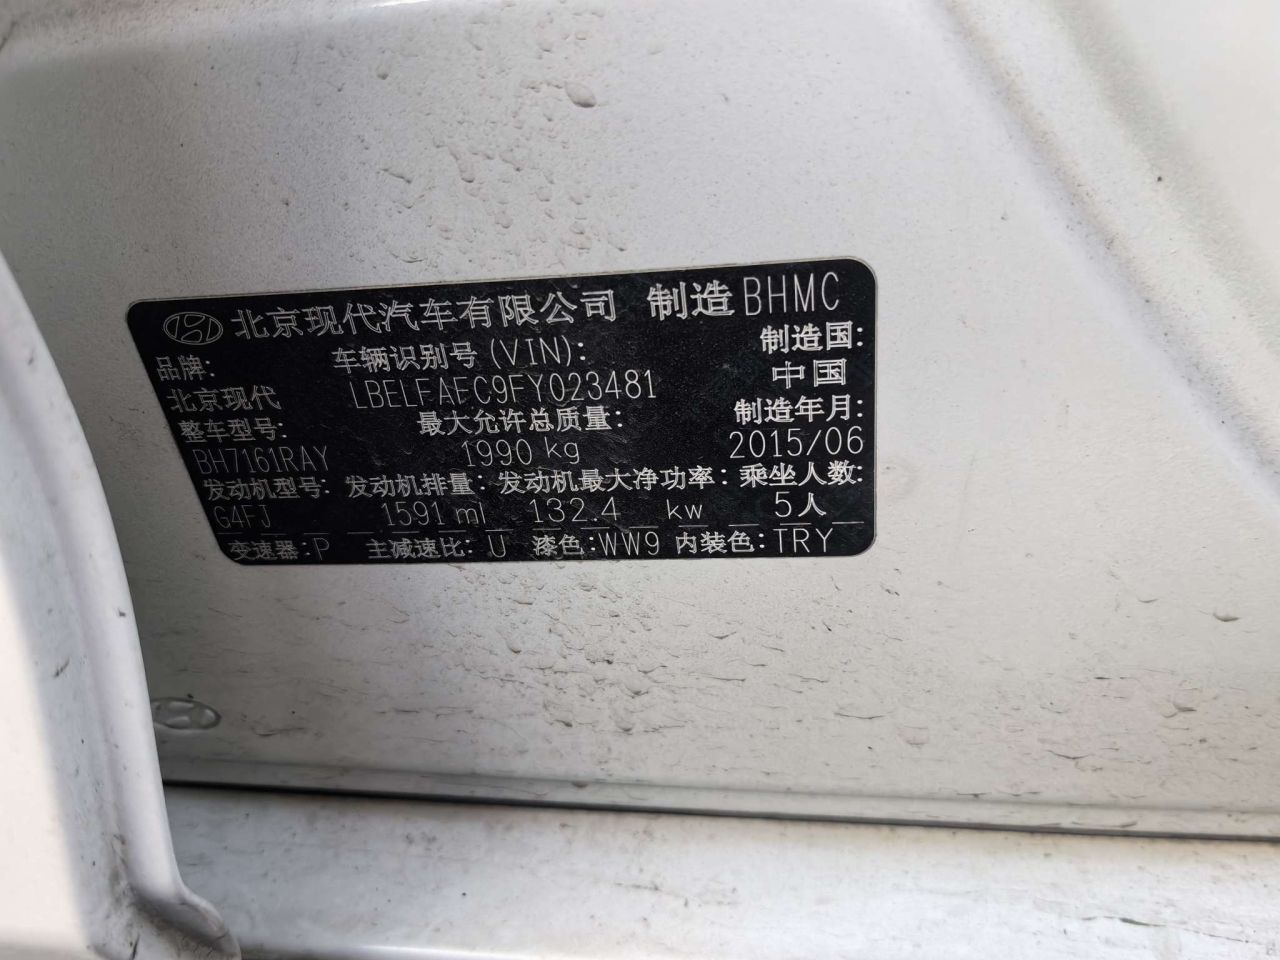 北京现代汽车有限公司 制造 BHMC
品牌: 车辆识别号(VIN): 制造国:
北京现代 LBELFAFC9FY023481 中国
整车型号: 最大允许总质量: 制造年月:
BH7161RAY 1990 kg 2015/06
发动机型号: 发动机排量: 发动机最大净功率: 乘坐人数:
G4FJ 1591 ml 132.4 kw 5人
变速器:P 主减速比:U 漆色:WW9 内装色:TRY